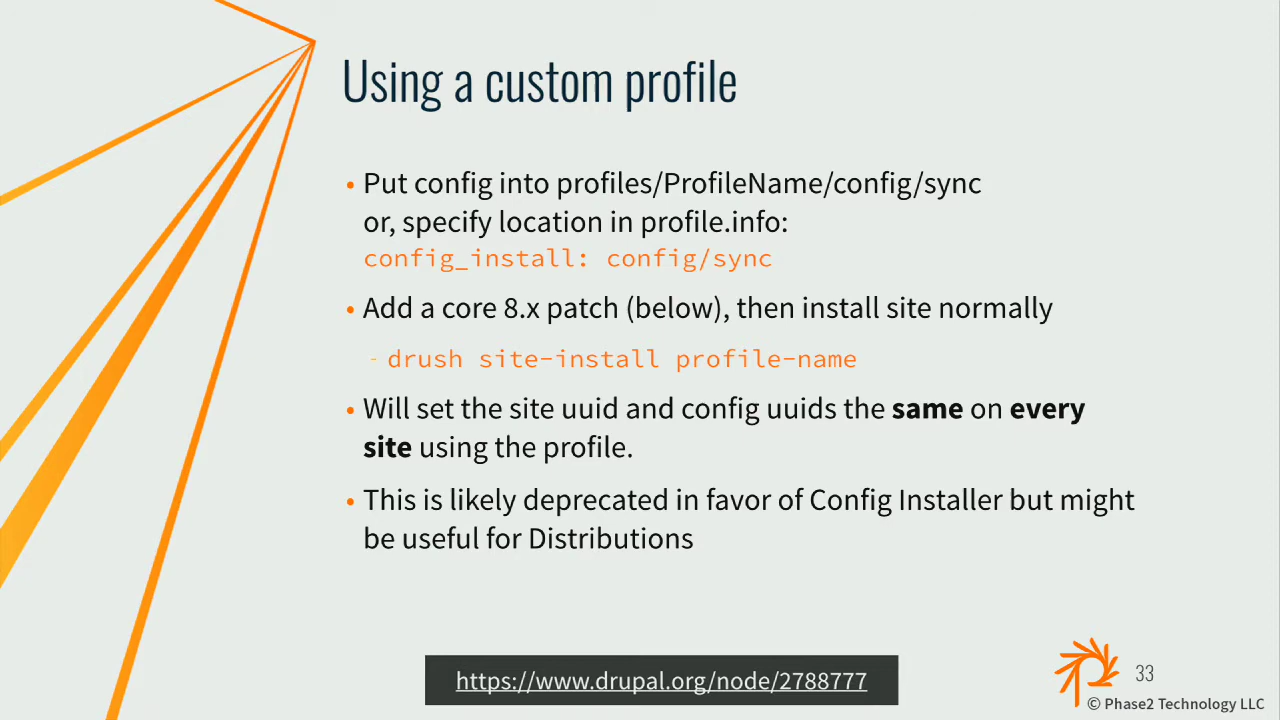 Using a custom profile
• Put config into profiles/ProfileName/config/sync
or, specify location in profile.info:
config_install: config/sync
• Add a core 8.x patch (below), then install site normally
- drush site-install profile-name
• Will set the site uuid and config uuids the same on every
site using the profile.
• This is likely deprecated in favor of Config Installer but might
be useful for Distributions
https://www.drupal.org/node/2788777
33
© Phase2 Technology LLC